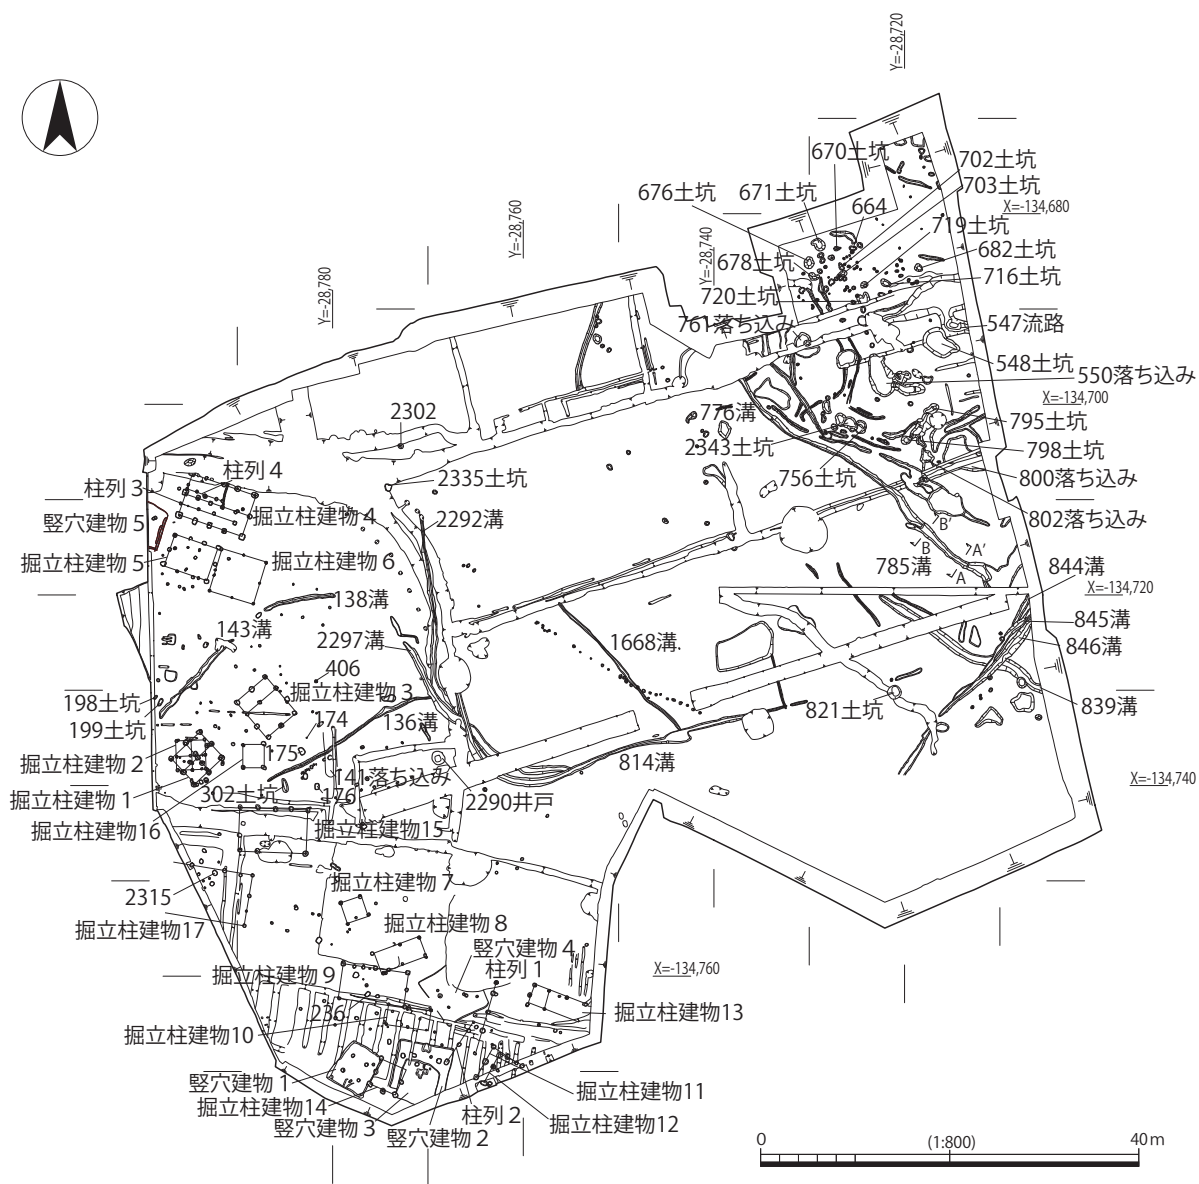 Y=-28,720
670土坑
702土坑
676土坑
671土坑
703土坑
664
X=-134,680
719土坑
Y=-28,760
Y=-28,740
678土坑
682土坑
716土坑
Y=-28,780
720土坑
761落ち込み
547流路
548土坑
550落ち込み
X=-134,700
2302
776溝
795土坑
2343土坑
798土坑
柱列4
2335土坑
756土坑
800落ち込み
柱列3
掘立柱建物4
2292溝
802落ち込み
竪穴建物5
B'
B
A'
掘立柱建物5
掘立柱建物6
785溝
A
844溝
X=-134,720
138溝
143溝
2297溝
1668溝
845溝
846溝
406
掘立柱建物3
198土坑
199土坑
174
136溝
821土坑
839溝
掘立柱建物2
175
141落ち込み
814溝
掘立柱建物1
302土坑
176
2290井戸
X=-134,740
掘立柱建物16
掘立柱建物15
掘立柱建物7
2315
掘立柱建物17
掘立柱建物8
竪穴建物4
掘立柱建物9
柱列1
X=-134,760
236
掘立柱建物13
掘立柱建物10
竪穴建物1
掘立柱建物11
掘立柱建物14
柱列2
掘立柱建物12
竪穴建物3
竪穴建物2
0
(1:800)
40m